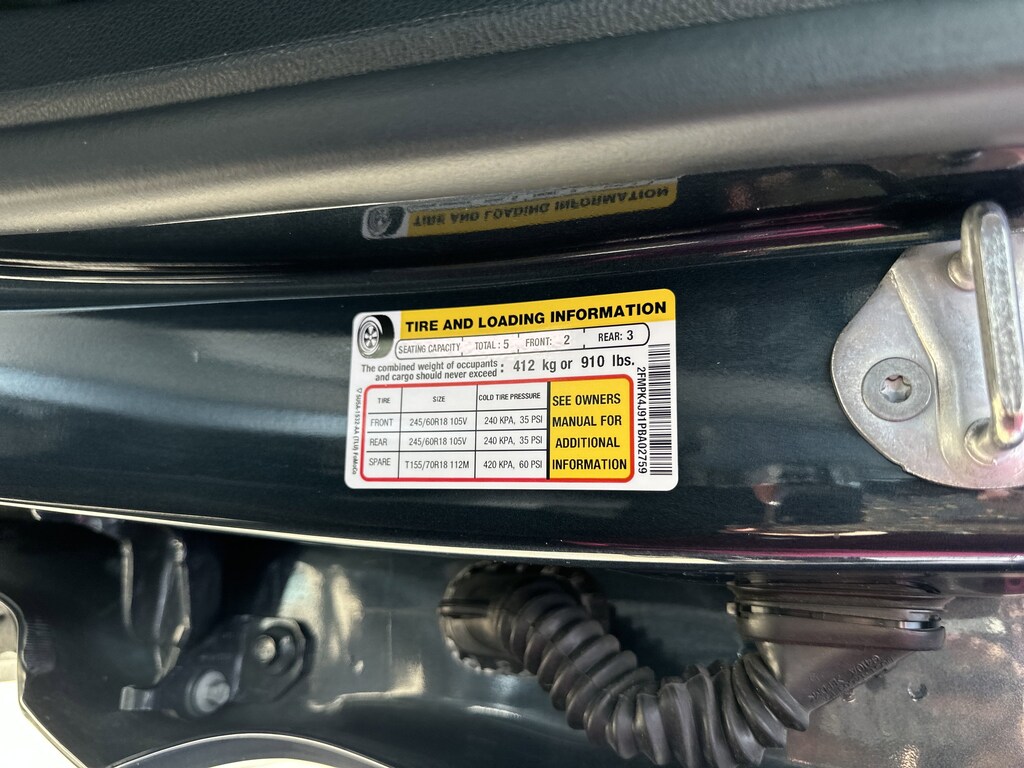 TIRE AND LOADING INFORMATION
TIRE AND LOADING INFORMATION
SEATING CAPACITY TOTAL: 5 FRONT: 2 REAR: 3
The combined weight of occupants and cargo should never exceed : 412 kg or 910 lbs.
TIRE SIZE COLD TIRE PRESSURE
FRONT 245/60R18 105V 240 KPA, 35 PSI
REAR 245/60R18 105V 240 KPA, 35 PSI
SPARE T155/70R18 112M 420 KPA, 60 PSI
SEE OWNERS
MANUAL FOR
ADDITIONAL
INFORMATION
2FMPK4J91PBA02759